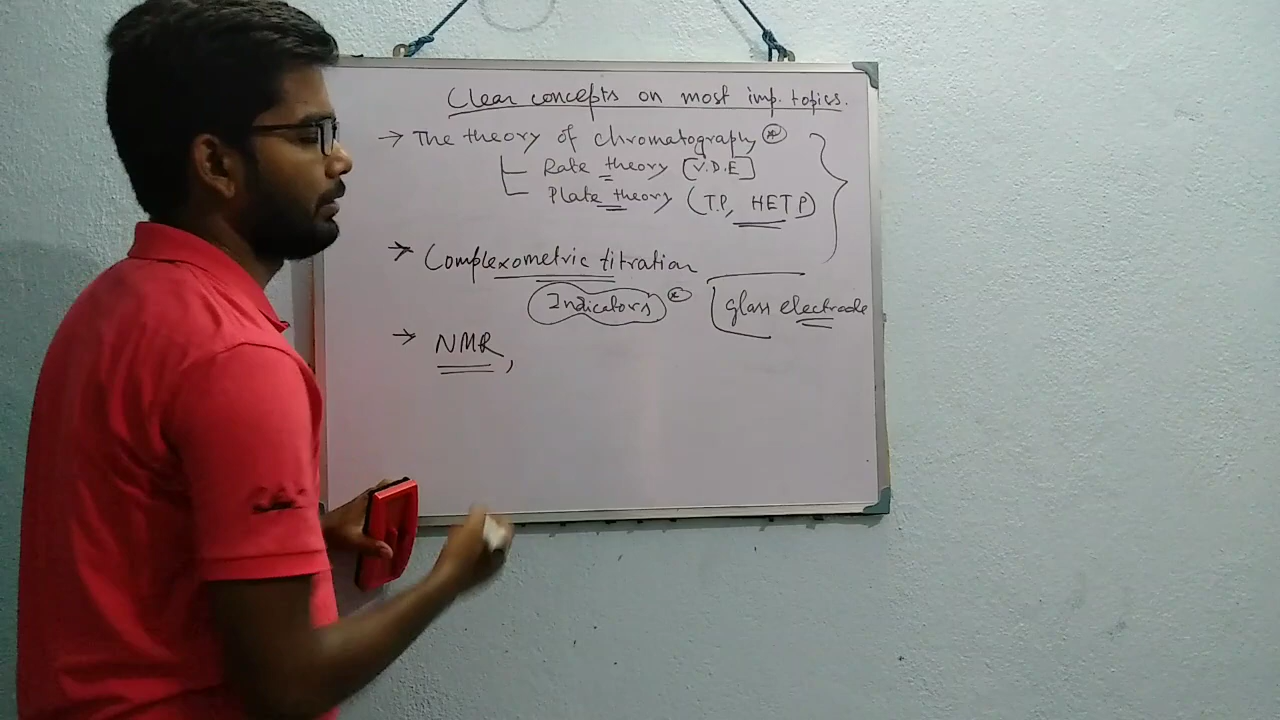 Clear concepts on most imp. topics.
→ The theory of chromatography *
Rate theory [V.D.E]
Plate theory (T.P, HETP)
→ Complexometric titration
Indicators * glass electrode
→ NMR,